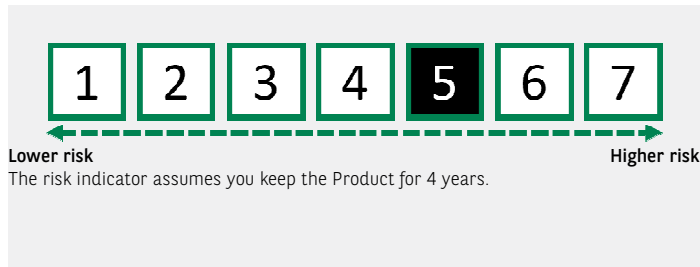 1 2 3 4 5 6 7
Lower risk Higher risk
The risk indicator assumes you keep the Product for 4 years.